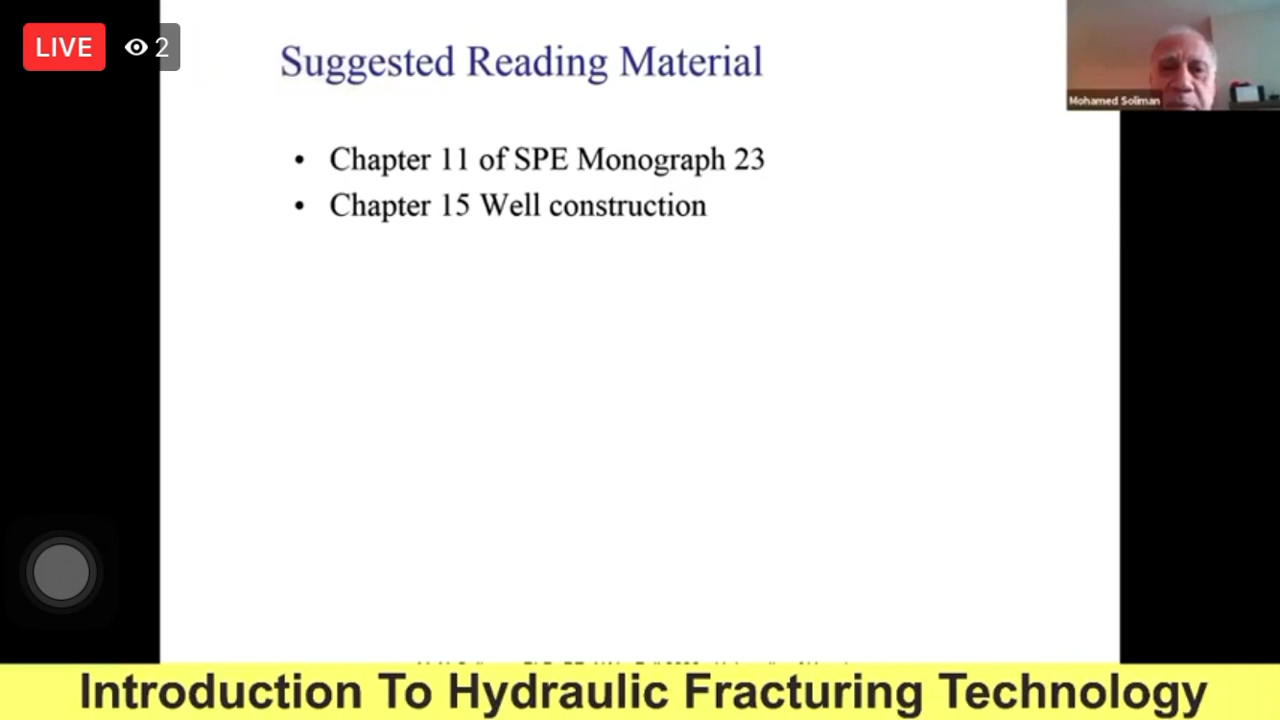 LIVE 2
Suggested Reading Material
Mohamed Soliman
• Chapter 11 of SPE Monograph 23
• Chapter 15 Well construction
Introduction To Hydraulic Fracturing Technology